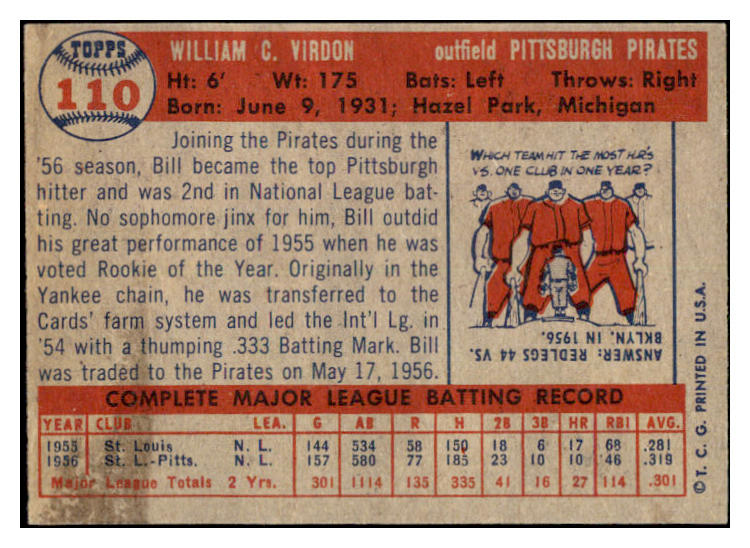 TOPPS
110
WILLIAM C. VIRDON outfield PITTSBURGH PIRATES
Ht: 6' Wt: 175 Bats: Left Throws: Right
Born: June 9, 1931; Hazel Park, Michigan
Joining the Pirates during the
'56 season, Bill became the top Pittsburgh
hitter and was 2nd in National League bat-
ting. No sophomore jinx for him, Bill outdid
his great performance of 1955 when he was
voted Rookie of the Year. Originally in the
Yankee chain, he was transferred to the
Cards' farm system and led the Int'l Lg. in
'54 with a thumping .333 Batting Mark. Bill
was traded to the Pirates on May 17, 1956.
WHICH TEAM HIT THE MOST H.R'S
VS. ONE CLUB IN ONE YEAR?
ANSWER: REDLEGS 44 VS.
BKLYN. IN 1956.
COMPLETE MAJOR LEAGUE BATTING RECORD
YEAR CLUB LEA. G AB R H 2B 3B HR RBI AVG.
1955 St. Louis N. L. 144 534 58 150 18 6 17 68 .281
1956 St. L.-Pitts. N. L. 157 580 77 185 23 10 10 46 .319
Major League Totals 2 Yrs. 301 1114 135 335 41 16 27 114 .301
© T. C. G. PRINTED IN U.S.A.